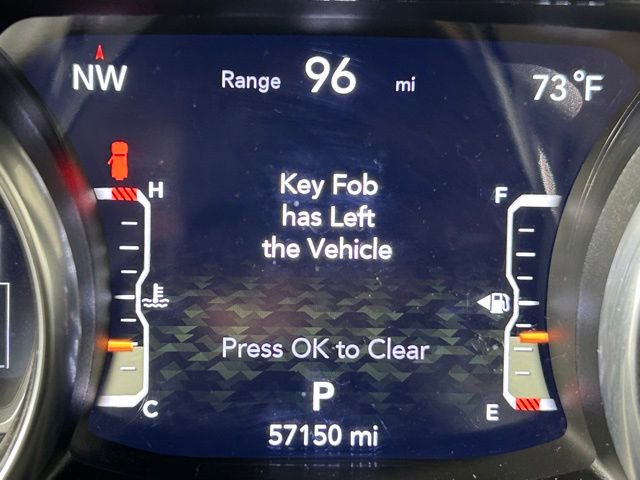 NW
Range 96 mi
73°F
H
F
Key Fob
has Left
the Vehicle
Press OK to Clear
C
P
E
57150 mi